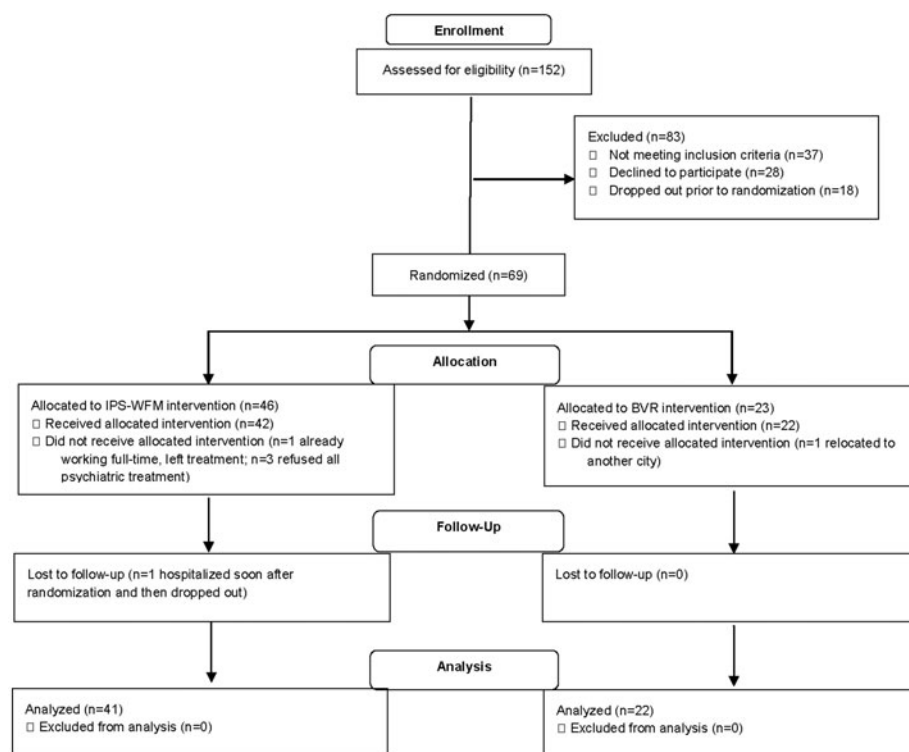 Enrollment
Assessed for eligibility (n=152)
Excluded (n=83)
□ Not meeting inclusion criteria (n=37)
□ Declined to participate (n=28)
□ Dropped out prior to randomization (n=18)
Randomized (n=69)
Allocation
Allocated to IPS-WFM intervention (n=46)
□ Received allocated intervention (n=42)
□ Did not receive allocated intervention (n=1 already
working full-time, left treatment; n=3 refused all
psychiatric treatment)
Allocated to BVR intervention (n=23)
□ Received allocated intervention (n=22)
□ Did not receive allocated intervention (n=1 relocated to
another city)
Follow-Up
Lost to follow-up (n=1 hospitalized soon after
randomization and then dropped out)
Lost to follow-up (n=0)
Analysis
Analyzed (n=41)
□ Excluded from analysis (n=0)
Analyzed (n=22)
□ Excluded from analysis (n=0)